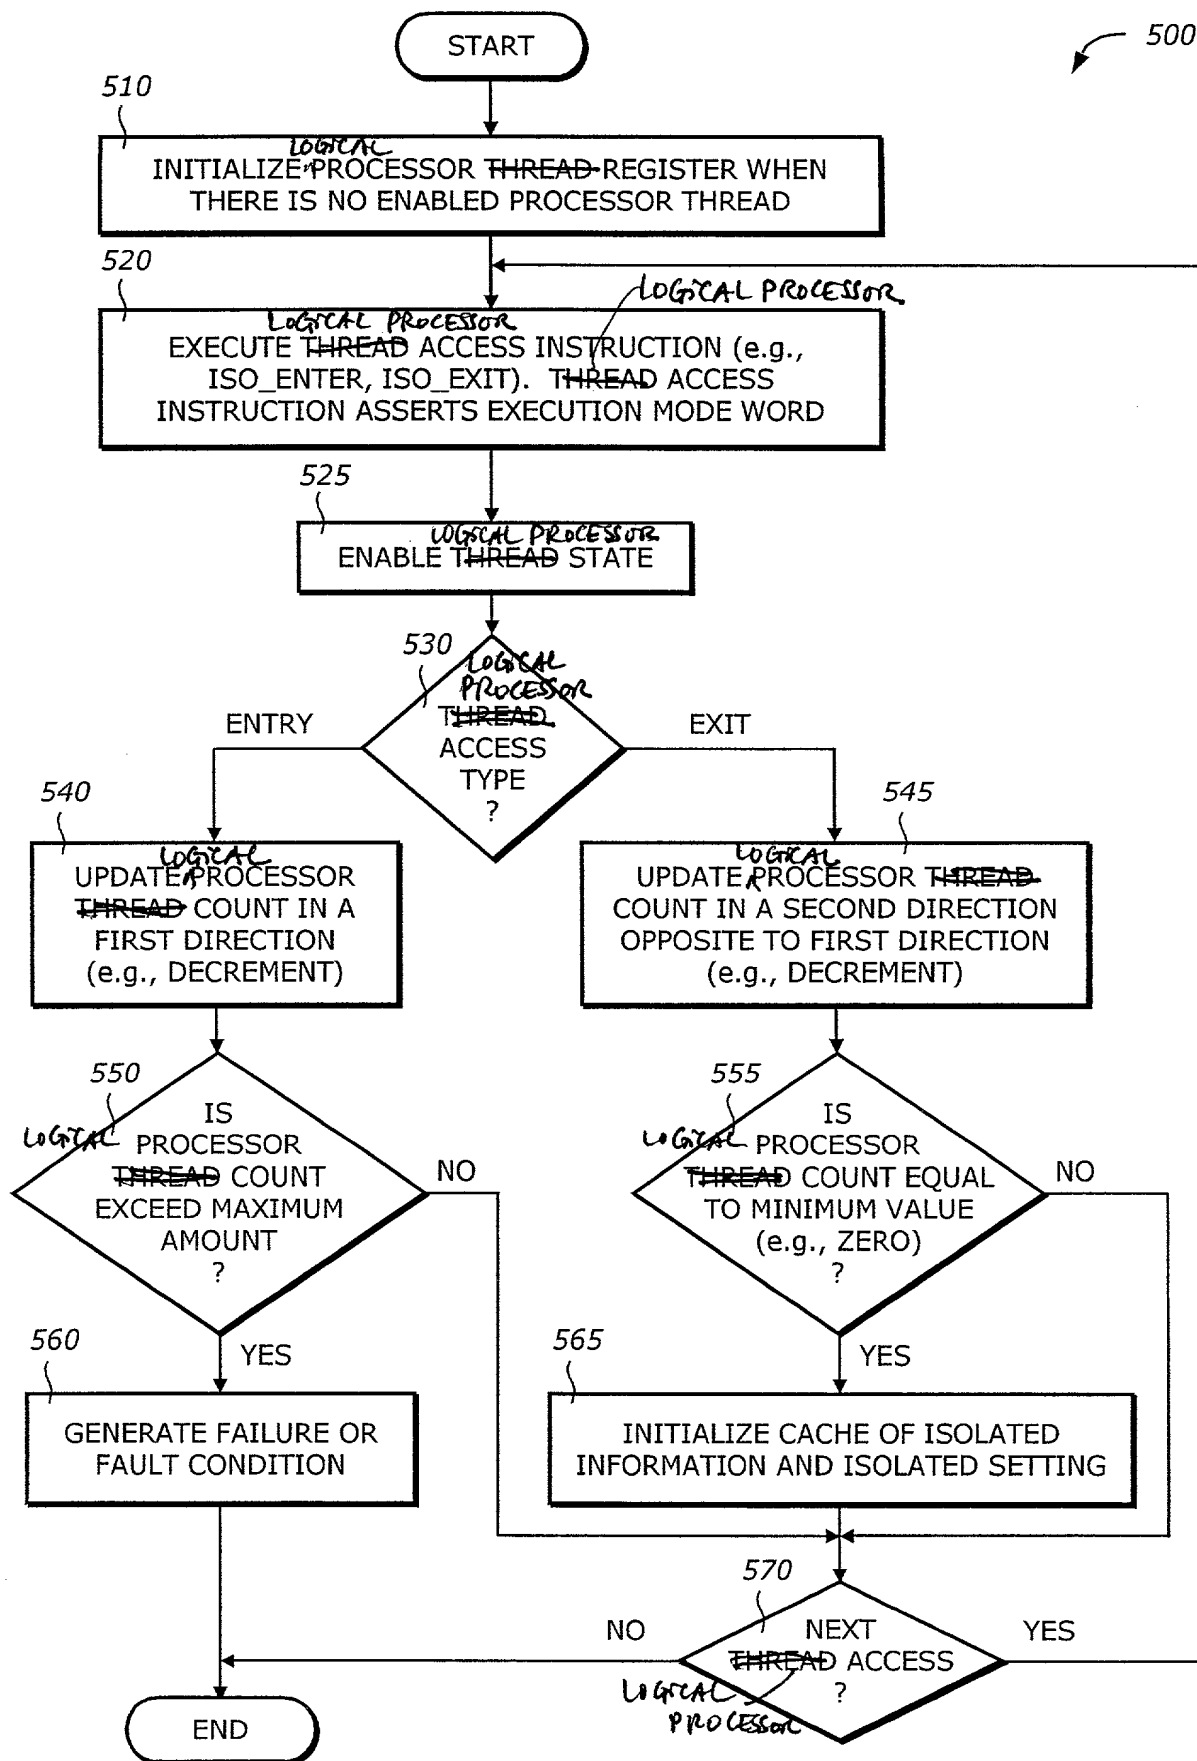 START
500
510
LOGICAL
INITIALIZE PROCESSOR THREAD REGISTER WHEN
THERE IS NO ENABLED PROCESSOR THREAD
520
LOGICAL PROCESSOR
LOGICAL PROCESSOR
EXECUTE THREAD ACCESS INSTRUCTION (e.g.,
ISO_ENTER, ISO_EXIT). THREAD ACCESS
INSTRUCTION ASSERTS EXECUTION MODE WORD
525
LOGICAL PROCESSOR
ENABLE THREAD STATE
530
LOGICAL
PROCESSOR
THREAD
ACCESS
TYPE
?
ENTRY
EXIT
540
LOGICAL
UPDATE PROCESSOR
THREAD COUNT IN A
FIRST DIRECTION
(e.g., DECREMENT)
545
LOGICAL
UPDATE PROCESSOR THREAD
COUNT IN A SECOND DIRECTION
OPPOSITE TO FIRST DIRECTION
(e.g., DECREMENT)
550
IS
LOGICAL PROCESSOR
THREAD COUNT
EXCEED MAXIMUM
AMOUNT
?
NO
YES
555
IS
LOGICAL PROCESSOR
THREAD COUNT EQUAL
TO MINIMUM VALUE
(e.g., ZERO)
?
NO
YES
560
GENERATE FAILURE OR
FAULT CONDITION
565
INITIALIZE CACHE OF ISOLATED
INFORMATION AND ISOLATED SETTING
570
NEXT
THREAD ACCESS
?
LOGICAL
PROCESSOR
NO
YES
END